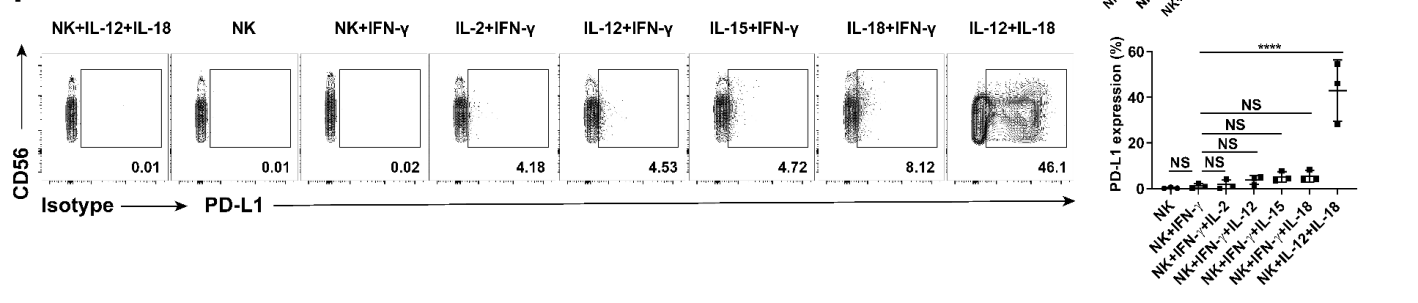 NK+IL-12+IL-18 NK NK+IFN-γ IL-2+IFN-γ IL-12+IFN-γ IL-15+IFN-γ IL-18+IFN-γ IL-12+IL-18
CD56
0.01 0.01 0.02 4.18 4.53 4.72 8.12 46.1
Isotype PD-L1
PD-L1 expression (%)
60
40
20
0
****
NS
NS
NS
NS NS
NK
NK+IFN-γ
NK+IFN-γ+IL-2
NK+IFN-γ+IL-12
NK+IFN-γ+IL-15
NK+IFN-γ+IL-18
NK+IL-12+IL-18